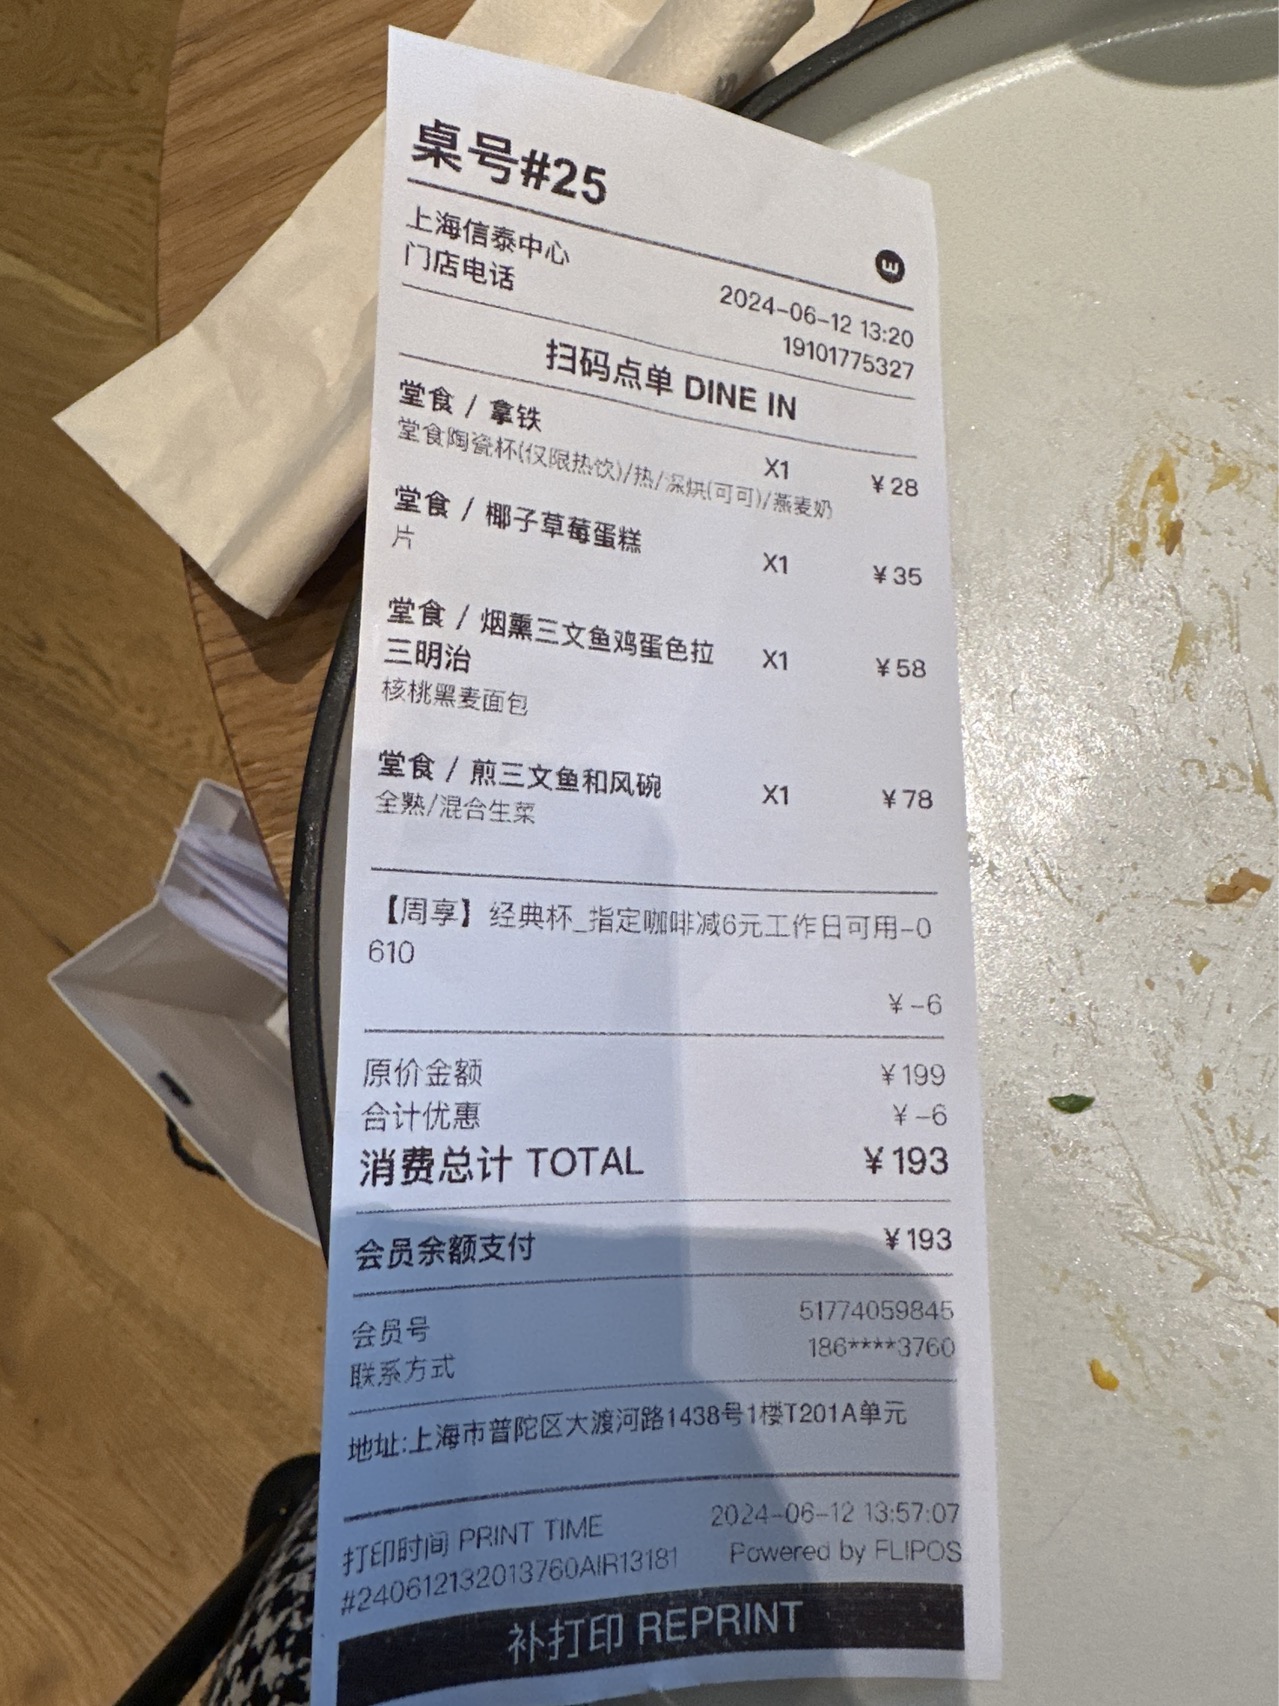 桌号#25
上海信泰中心 2024-06-12 13:20
门店电话 19101775327
扫码点单 DINE IN
堂食 / 拿铁 X1 ¥28
堂食陶瓷杯(仅限热饮)/热/深烘(可可)/燕麦奶
堂食 / 椰子草莓蛋糕 X1 ¥35
片
堂食 / 烟熏三文鱼鸡蛋色拉 X1 ¥58
三明治
核桃黑麦面包
堂食 / 煎三文鱼和风碗 X1 ¥78
全熟/混合生菜
【周享】经典杯_指定咖啡减6元工作日可用-0
610
¥-6
原价金额 ¥199
合计优惠 ¥-6
消费总计 TOTAL ¥193
会员余额支付 ¥193
会员号 51774059845
联系方式 186****3760
地址:上海市普陀区大渡河路1438号1楼T201A单元
打印时间 PRINT TIME 2024-06-12 13:57:07
#240612132013760AIR13181 Powered by FLIPOS
补打印 REPRINT